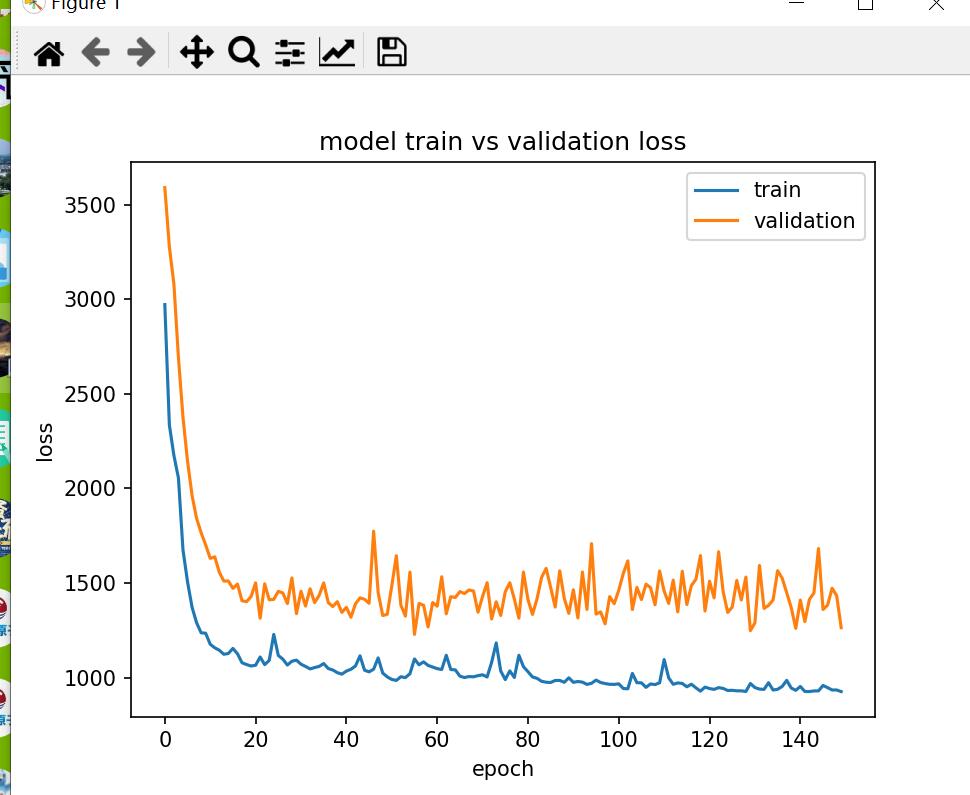 Figure 1
model train vs validation loss
train
validation
3500
3000
2500
2000
1500
1000
loss
0 20 40 60 80 100 120 140
epoch